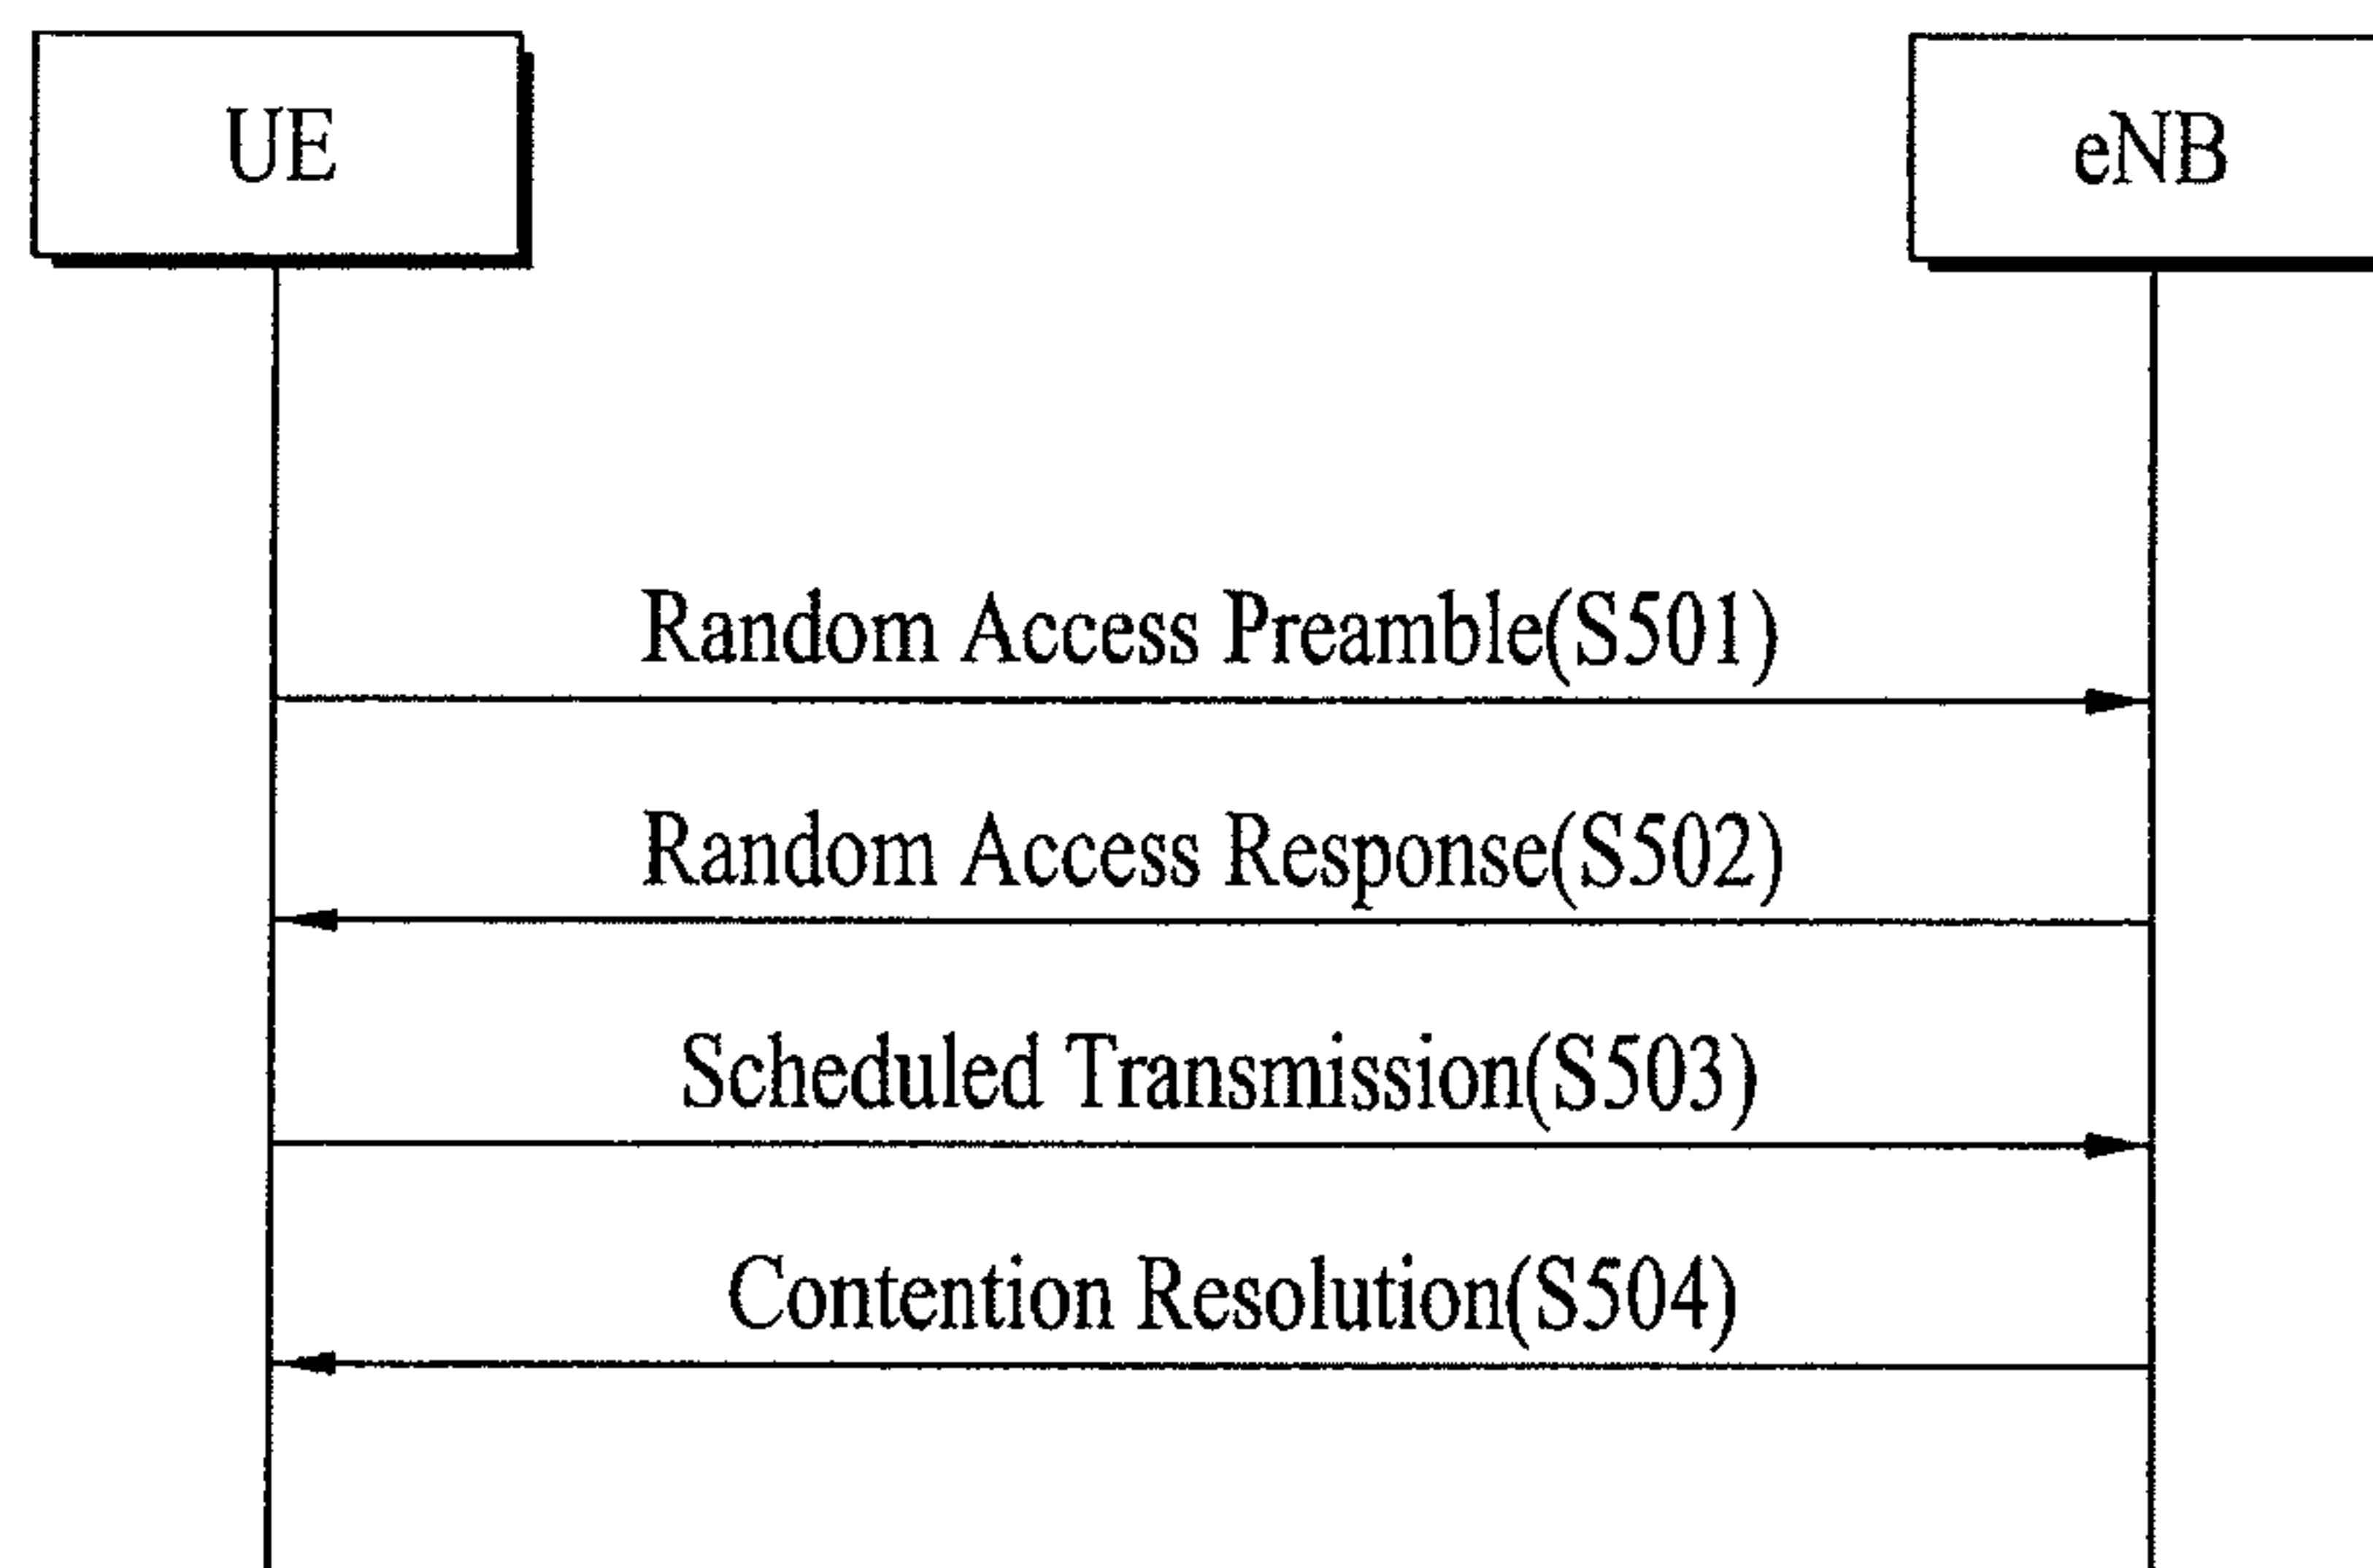 UE
eNB
Random Access Preamble(S501)
Random Access Response(S502)
Scheduled Transmission(S503)
Contention Resolution(S504)